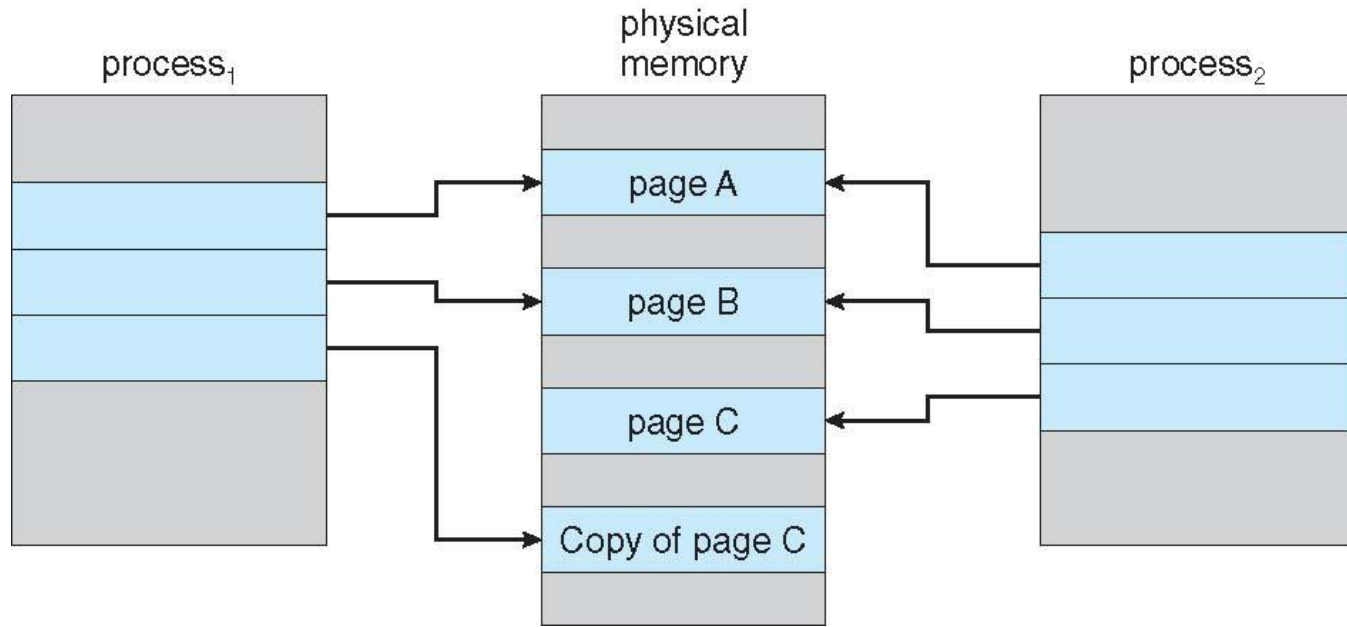 process₁
physical
memory
process₂
page A
page B
page C
Copy of page C